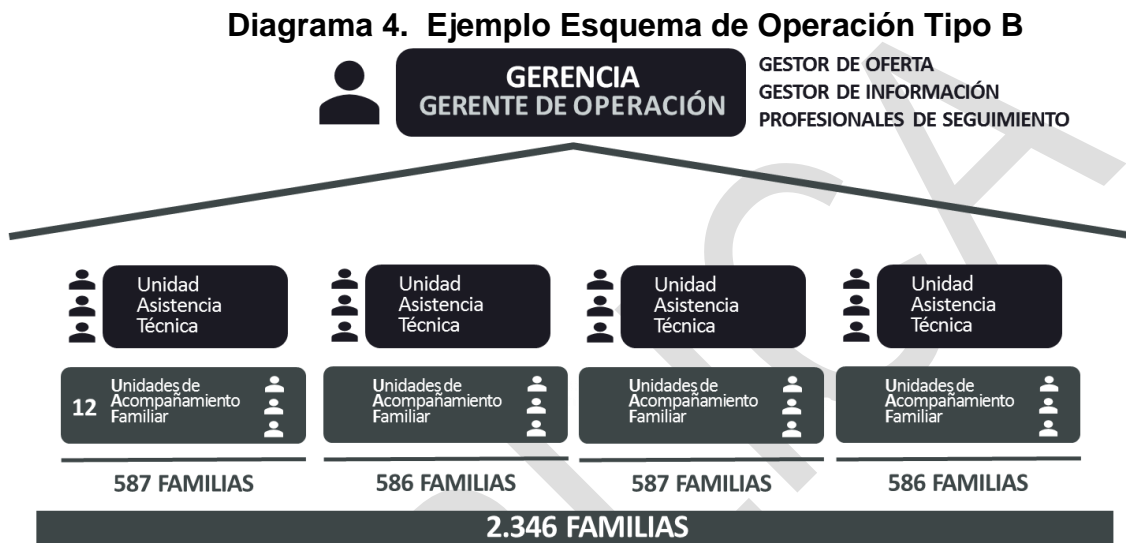 Diagrama 4. Ejemplo Esquema de Operación Tipo B
GERENCIA
GERENTE DE OPERACIÓN
GESTOR DE OFERTA
GESTOR DE INFORMACIÓN
PROFESIONALES DE SEGUIMIENTO
Unidad
Asistencia
Técnica
Unidad
Asistencia
Técnica
Unidad
Asistencia
Técnica
Unidad
Asistencia
Técnica
12
Unidades de
Acompañamiento
Familiar
Unidades de
Acompañamiento
Familiar
Unidades de
Acompañamiento
Familiar
Unidades de
Acompañamiento
Familiar
587 FAMILIAS
586 FAMILIAS
587 FAMILIAS
586 FAMILIAS
2.346 FAMILIAS